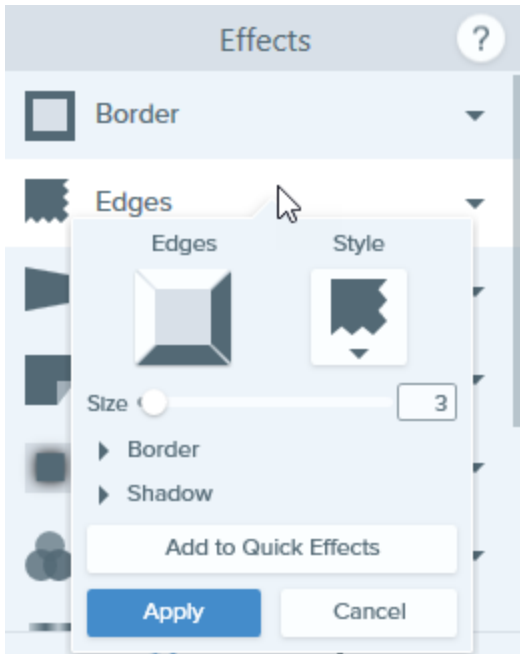 Effects ?
Border
Edges
Edges Style
Size 3
Border
Shadow
Add to Quick Effects
Apply Cancel